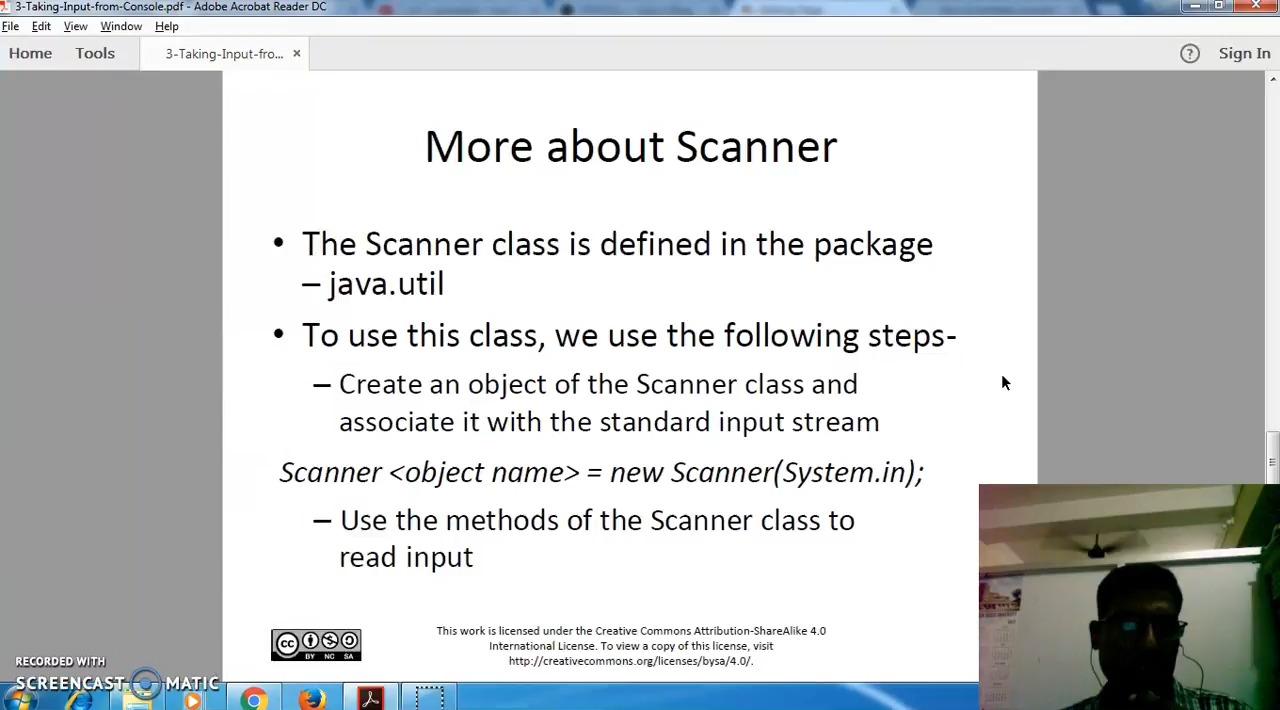 3-Taking-Input-from-Console.pdf - Adobe Acrobat Reader DC
File Edit View Window Help
Home Tools 3-Taking-Input-fro... × ? Sign In
More about Scanner
• The Scanner class is defined in the package
– java.util
• To use this class, we use the following steps-
– Create an object of the Scanner class and
associate it with the standard input stream
Scanner <object name> = new Scanner(System.in);
– Use the methods of the Scanner class to
read input
cc BY NC SA
This work is licensed under the Creative Commons Attribution-ShareAlike 4.0
International License. To view a copy of this license, visit
http://creativecommons.org/licenses/bysa/4.0/.
RECORDED WITH
SCREENCAST MATIC